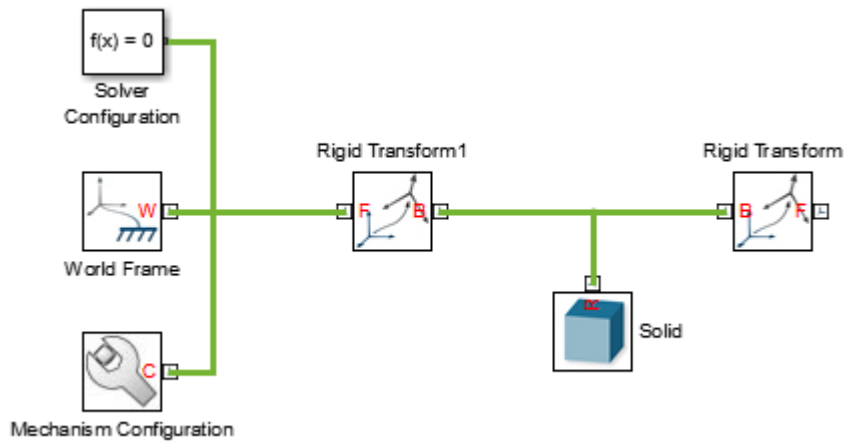 f(x) = 0
Solver
Configuration
Rigid Transform1
Rigid Transform
W
F
B
B
F
World Frame
R
Solid
C
Mechanism Configuration